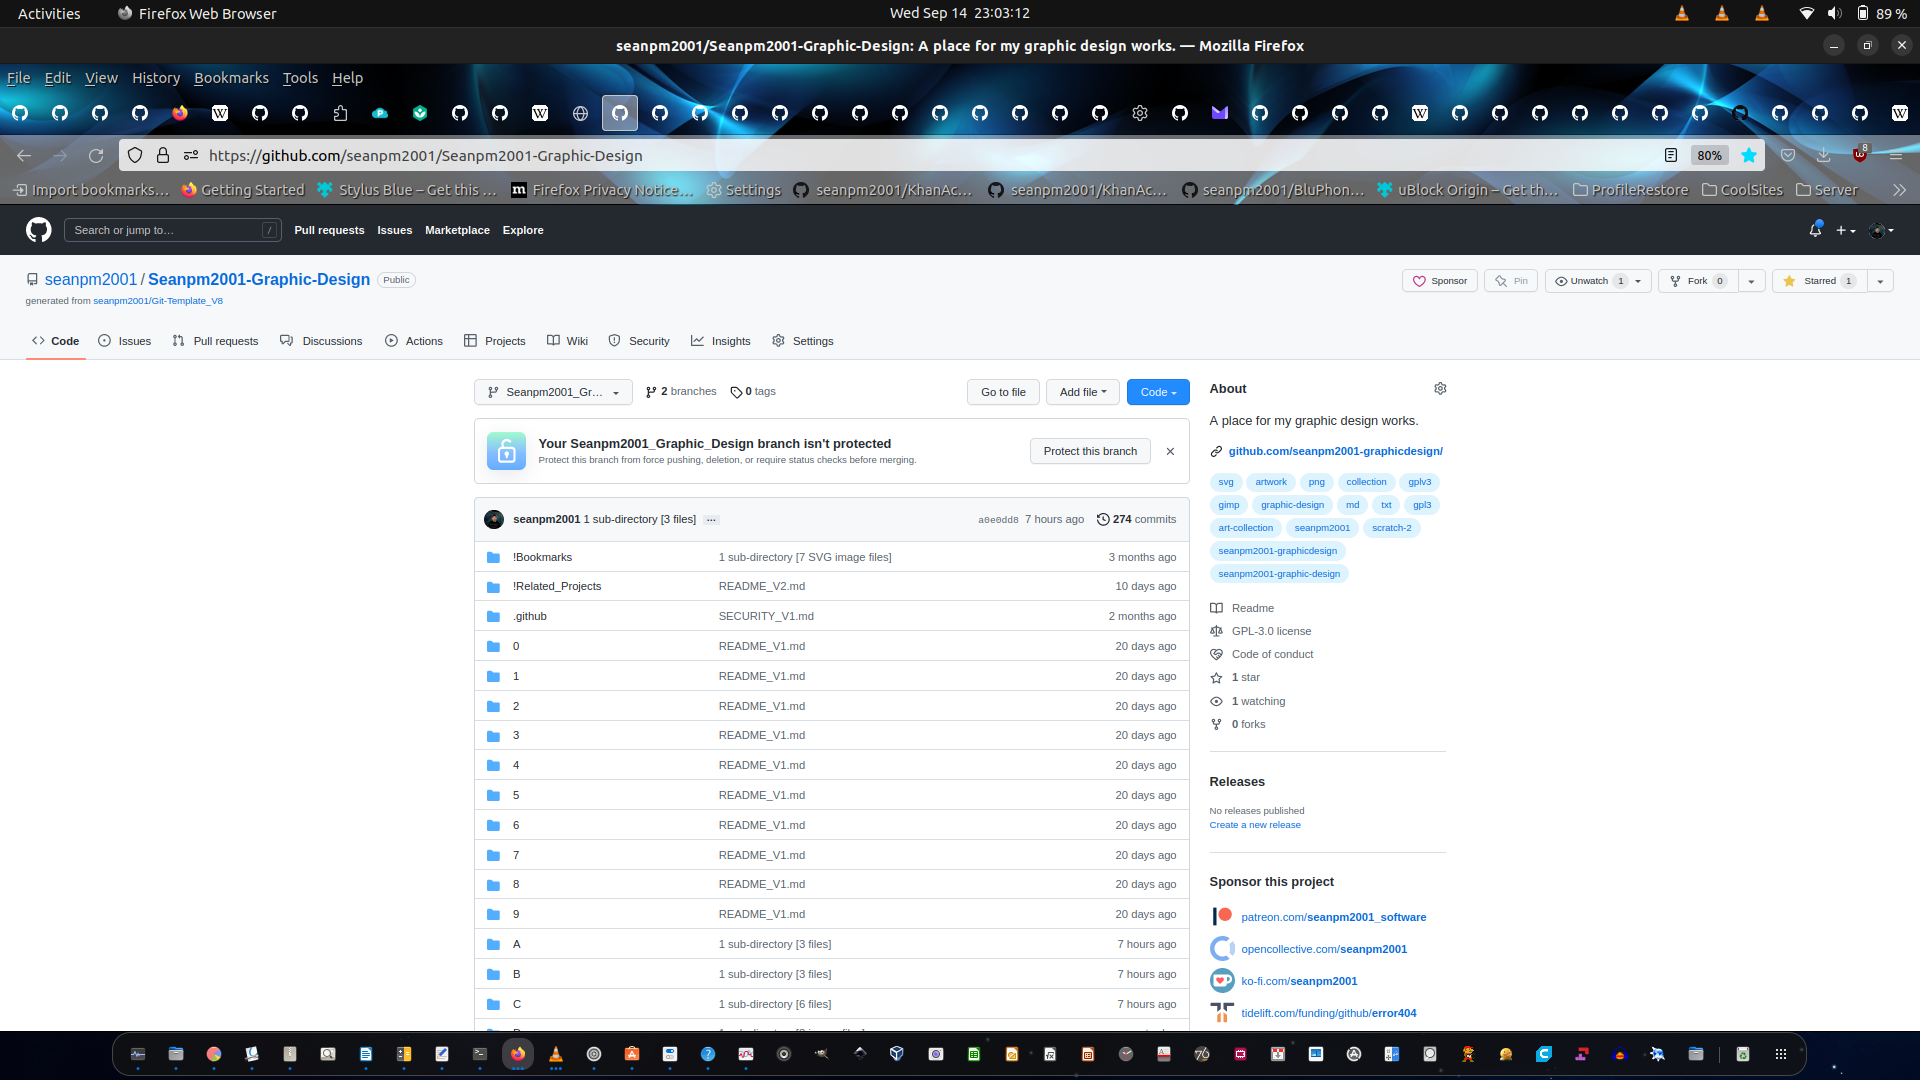 Activities Firefox Web Browser Wed Sep 14 23:03:12 89 %
seanpm2001/Seanpm2001-Graphic-Design: A place for my graphic design works. — Mozilla Firefox
File Edit View History Bookmarks Tools Help
https://github.com/seanpm2001/Seanpm2001-Graphic-Design 80% 8
Import bookmarks… Getting Started Stylus Blue – Get this … Firefox Privacy Notice… Settings seanpm2001/KhanAc… seanpm2001/KhanAc… seanpm2001/BluPhon… uBlock Origin – Get th… ProfileRestore CoolSites Server
Search or jump to… / Pull requests Issues Marketplace Explore
seanpm2001 / Seanpm2001-Graphic-Design Public Sponsor Pin Unwatch 1 Fork 0 Starred 1
generated from seanpm2001/Git-Template_V8
Code Issues Pull requests Discussions Actions Projects Wiki Security Insights Settings
Seanpm2001_Gr… 2 branches 0 tags Go to file Add file Code
Your Seanpm2001_Graphic_Design branch isn't protected
Protect this branch from force pushing, deletion, or require status checks before merging.
Protect this branch
seanpm2001 1 sub-directory [3 files] … a0e0dd8 7 hours ago 274 commits
!Bookmarks 1 sub-directory [7 SVG image files] 3 months ago
!Related_Projects README_V2.md 10 days ago
.github SECURITY_V1.md 2 months ago
0 README_V1.md 20 days ago
1 README_V1.md 20 days ago
2 README_V1.md 20 days ago
3 README_V1.md 20 days ago
4 README_V1.md 20 days ago
5 README_V1.md 20 days ago
6 README_V1.md 20 days ago
7 README_V1.md 20 days ago
8 README_V1.md 20 days ago
9 README_V1.md 20 days ago
A 1 sub-directory [3 files] 7 hours ago
B 1 sub-directory [3 files] 7 hours ago
C 1 sub-directory [6 files] 7 hours ago
About
A place for my graphic design works.
github.com/seanpm2001-graphicdesign/
svg artwork png collection gplv3
gimp graphic-design md txt gpl3
art-collection seanpm2001 scratch-2
seanpm2001-graphicdesign
seanpm2001-graphic-design
Readme
GPL-3.0 license
Code of conduct
1 star
1 watching
0 forks
Releases
No releases published
Create a new release
Sponsor this project
patreon.com/seanpm2001_software
opencollective.com/seanpm2001
ko-fi.com/seanpm2001
tidelift.com/funding/github/error404